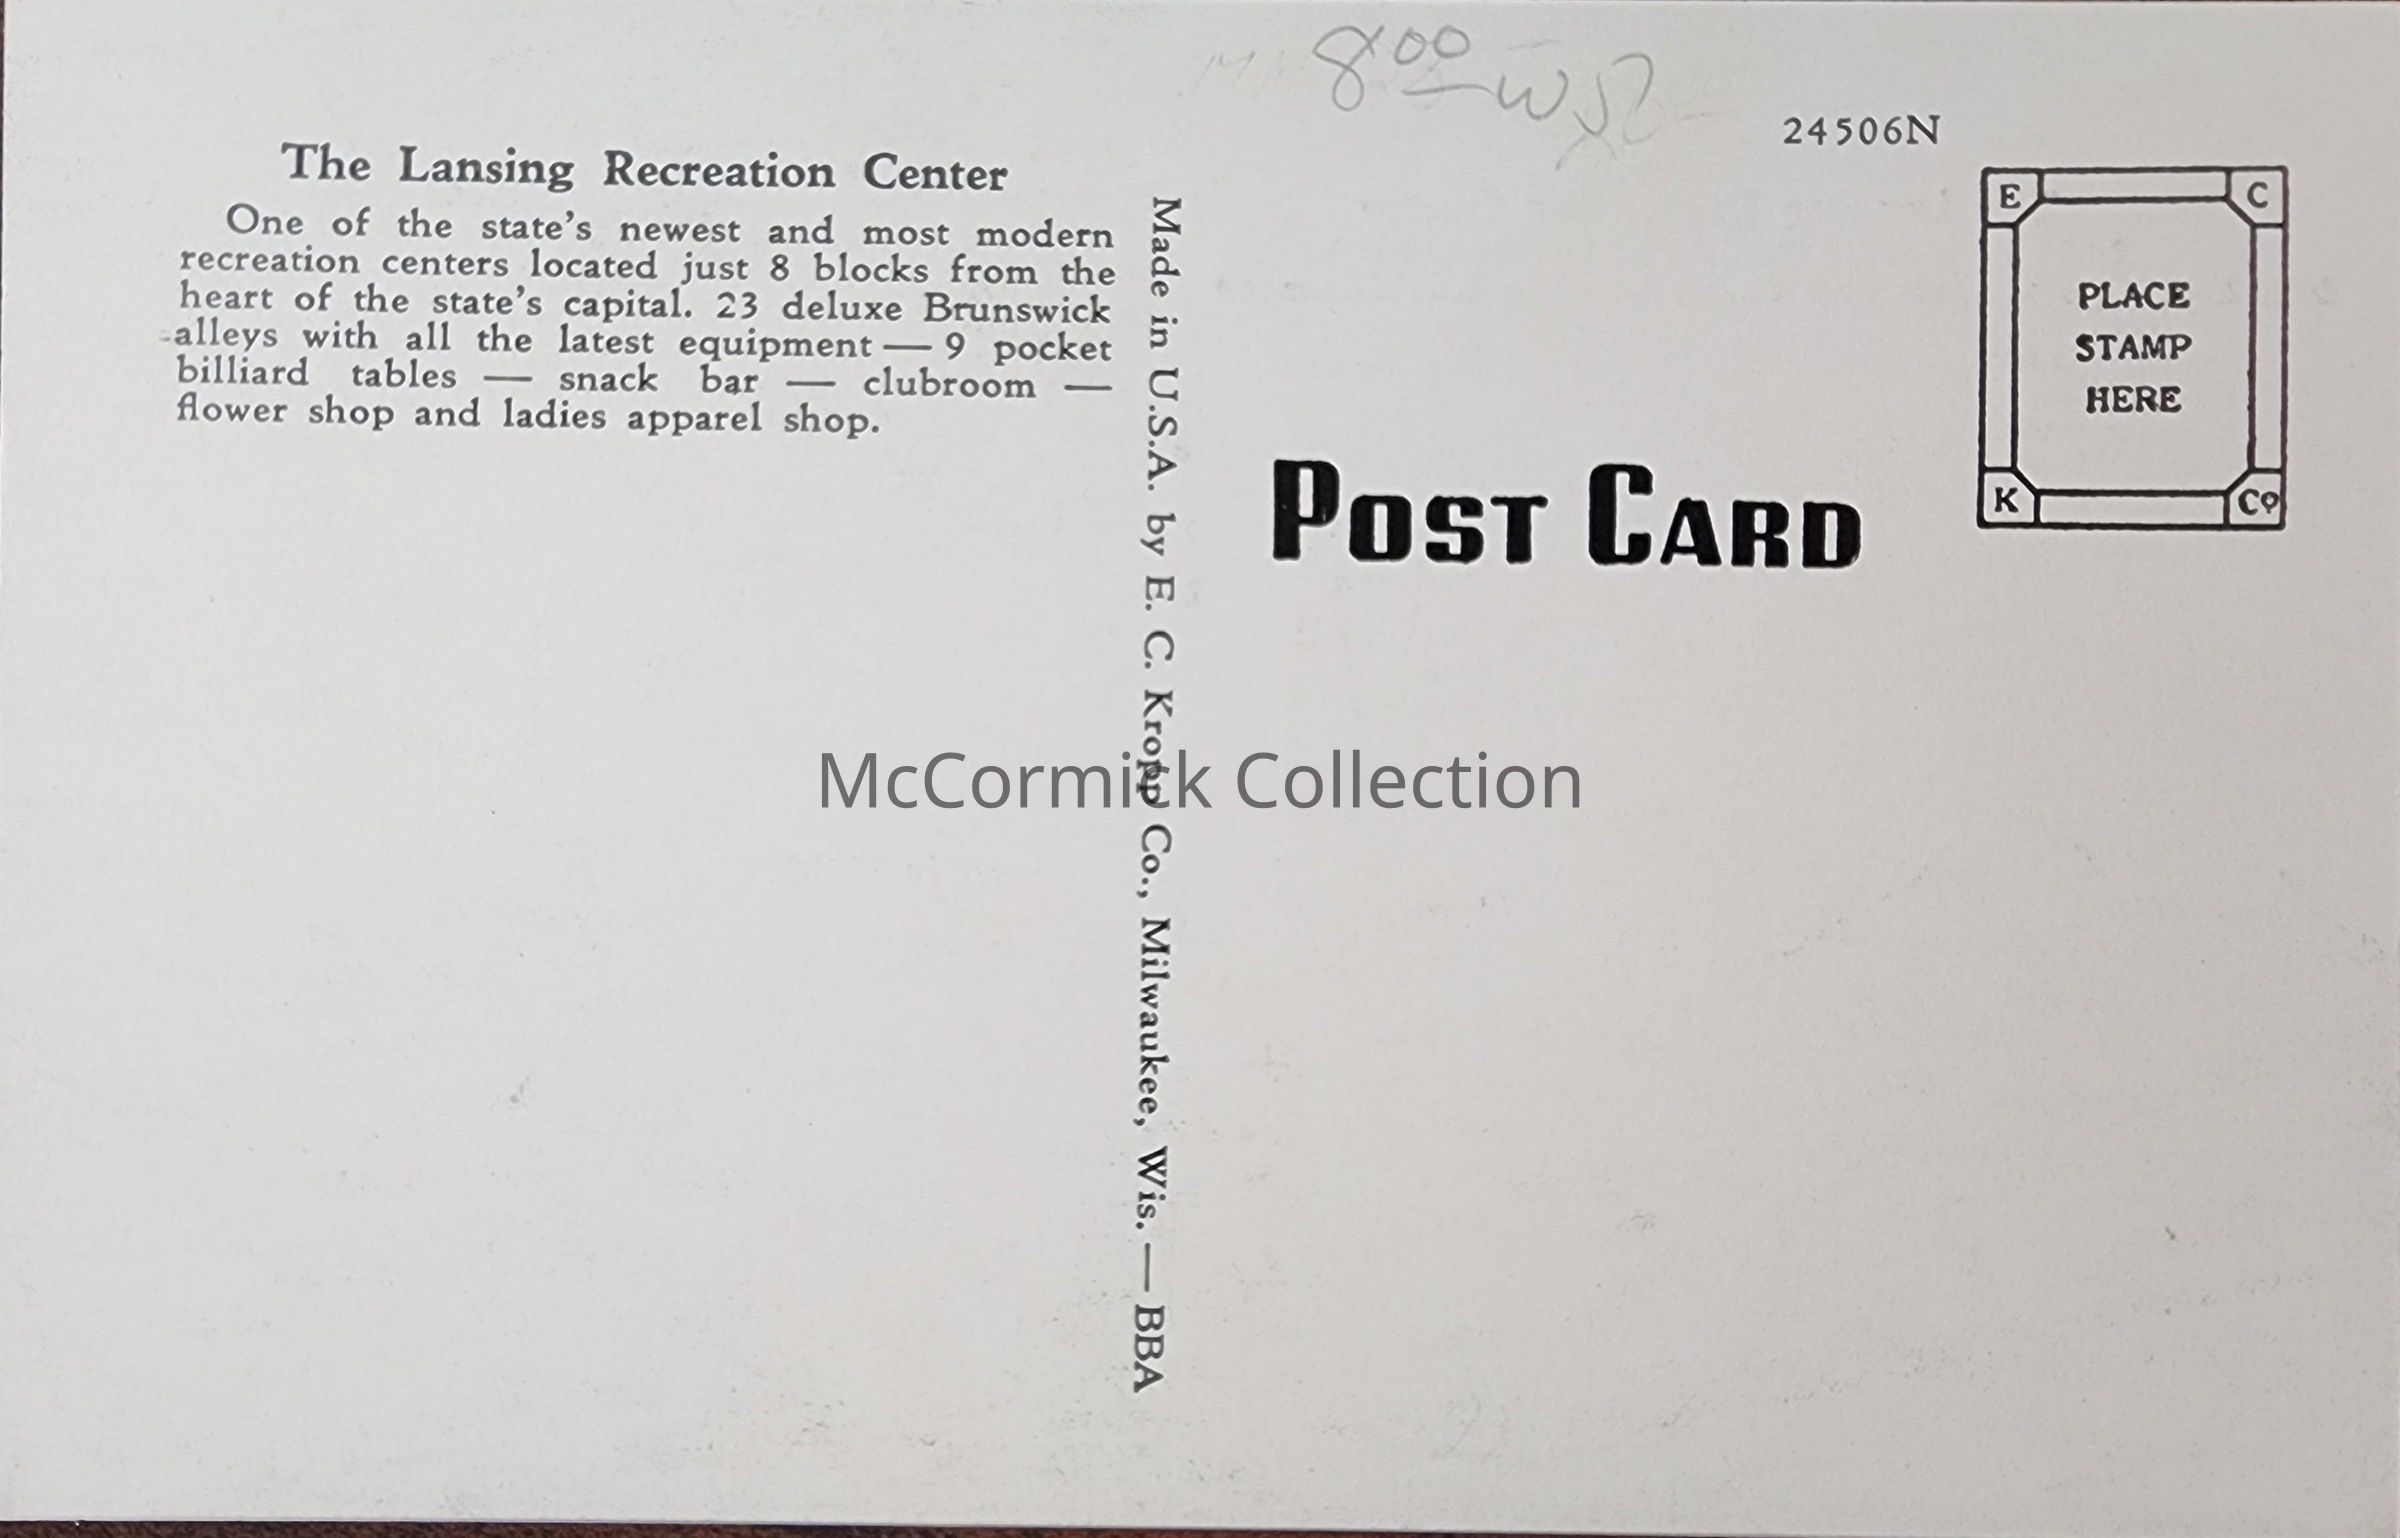 8 00
24506N
The Lansing Recreation Center
One of the state's newest and most modern
recreation centers located just 8 blocks from the
heart of the state's capital. 23 deluxe Brunswick
alleys with all the latest equipment — 9 pocket
billiard tables — snack bar — clubroom —
flower shop and ladies apparel shop.
Made in U.S.A. by E. C. Kropp Co., Milwaukee, Wis. — BBA
POST CARD
E C
PLACE
STAMP
HERE
K Co
McCormick Collection